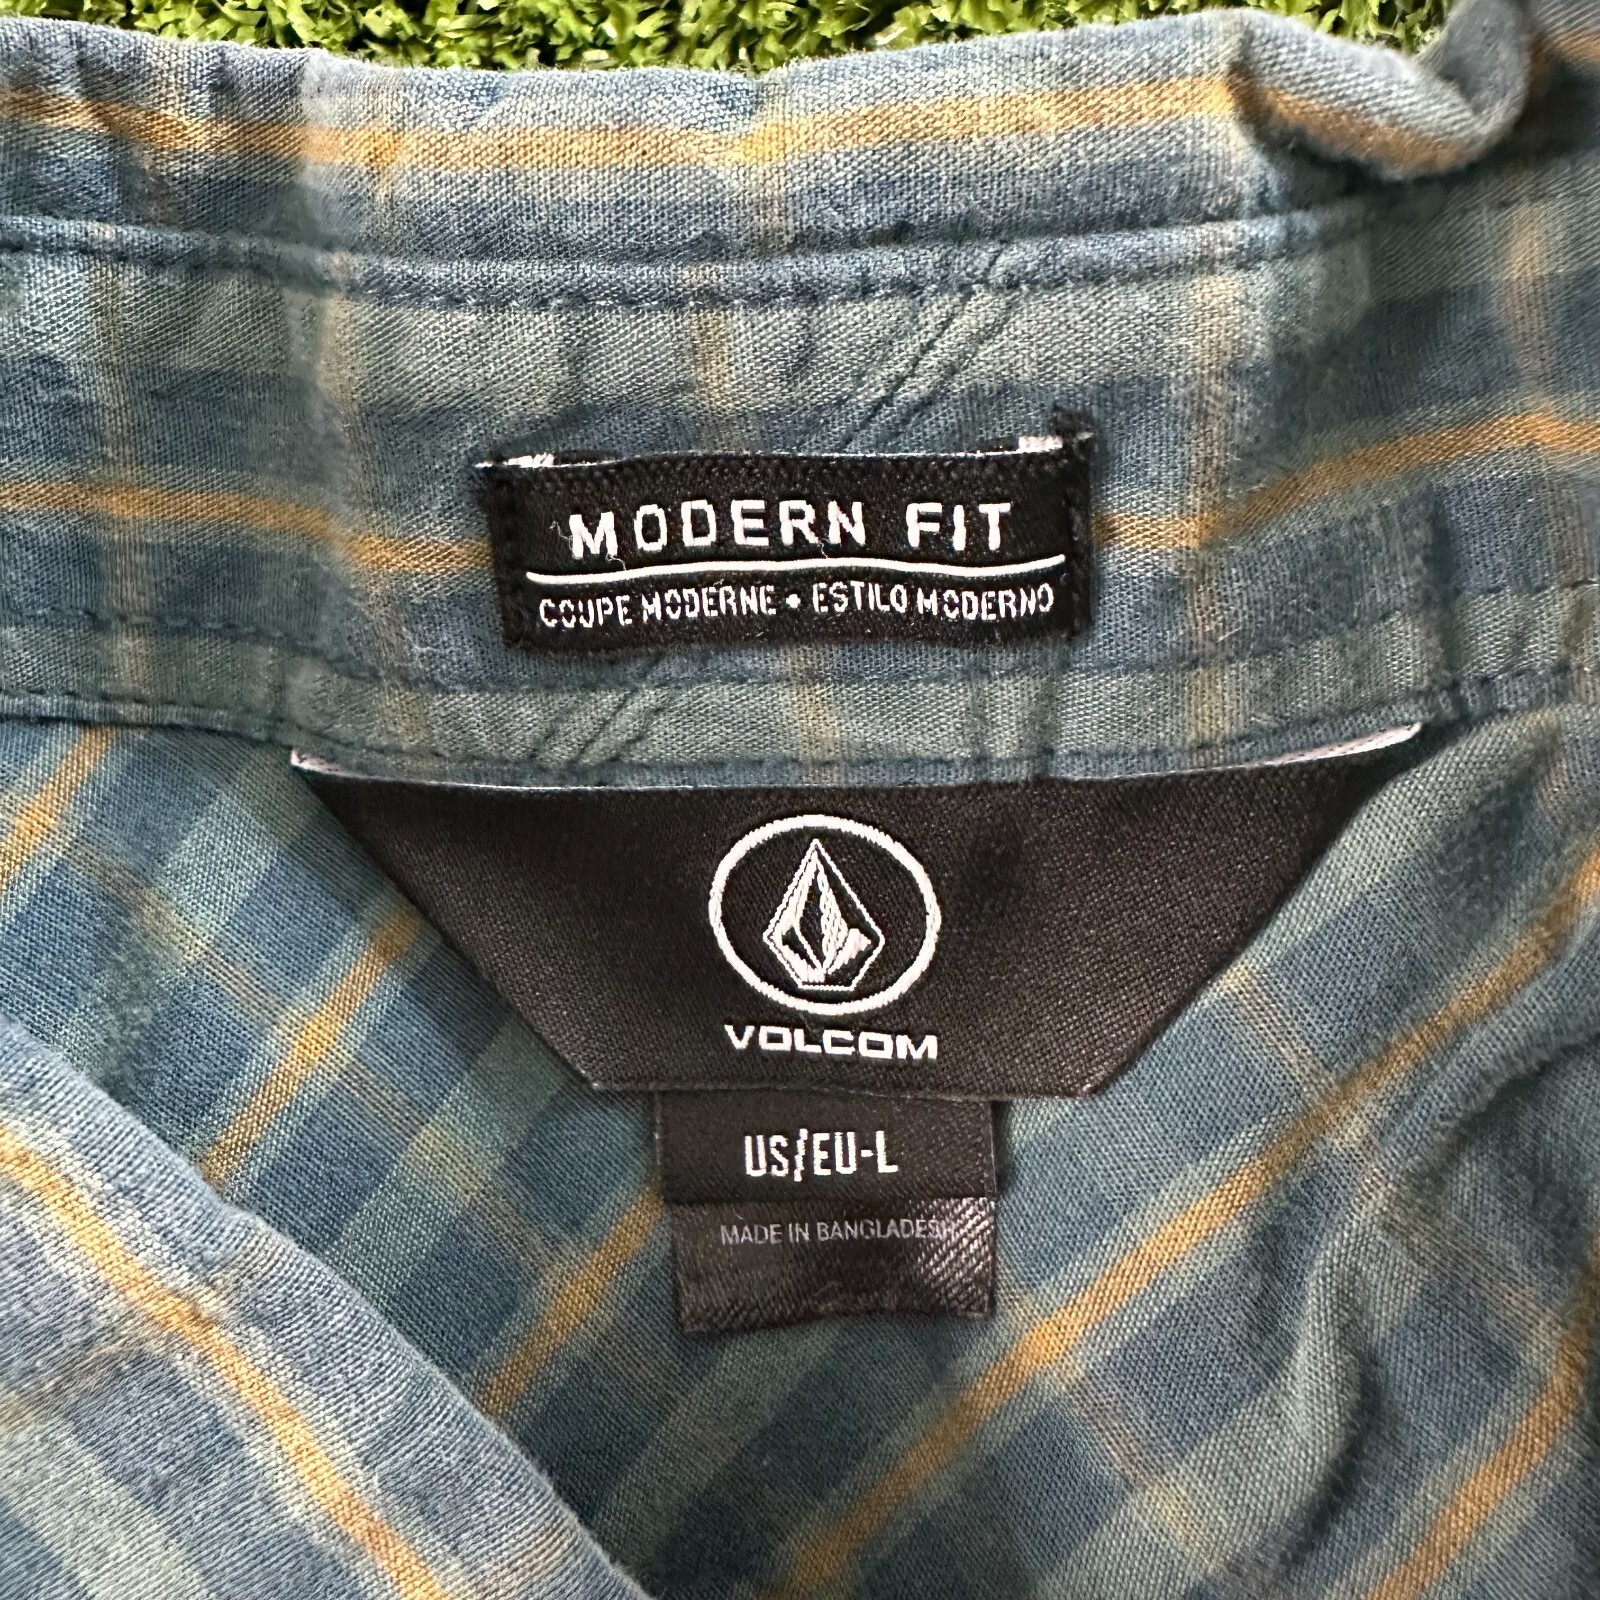 MODERN FIT
COUPE MODERNE • ESTILO MODERNO
VOLCOM
US/EU-L
MADE IN BANGLADESH